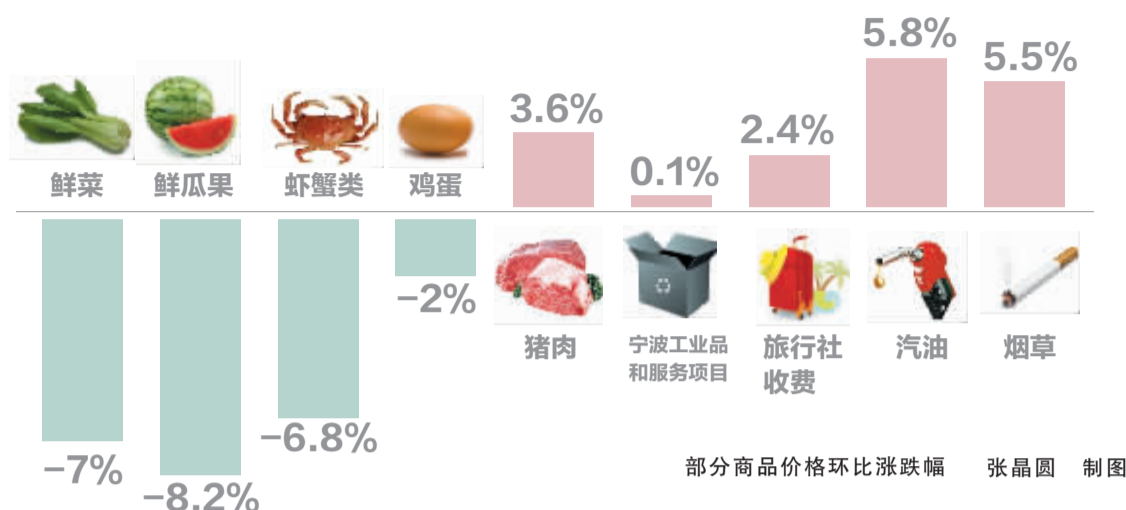 5.8%
5.5%
3.6%
2.4%
0.1%
鲜菜
鲜瓜果
虾蟹类
鸡蛋
−2%
猪肉
宁波工业品
和服务项目
旅行社
收费
汽油
烟草
−6.8%
−7%
−8.2%
部分商品价格环比涨跌幅 张晶圆 制图